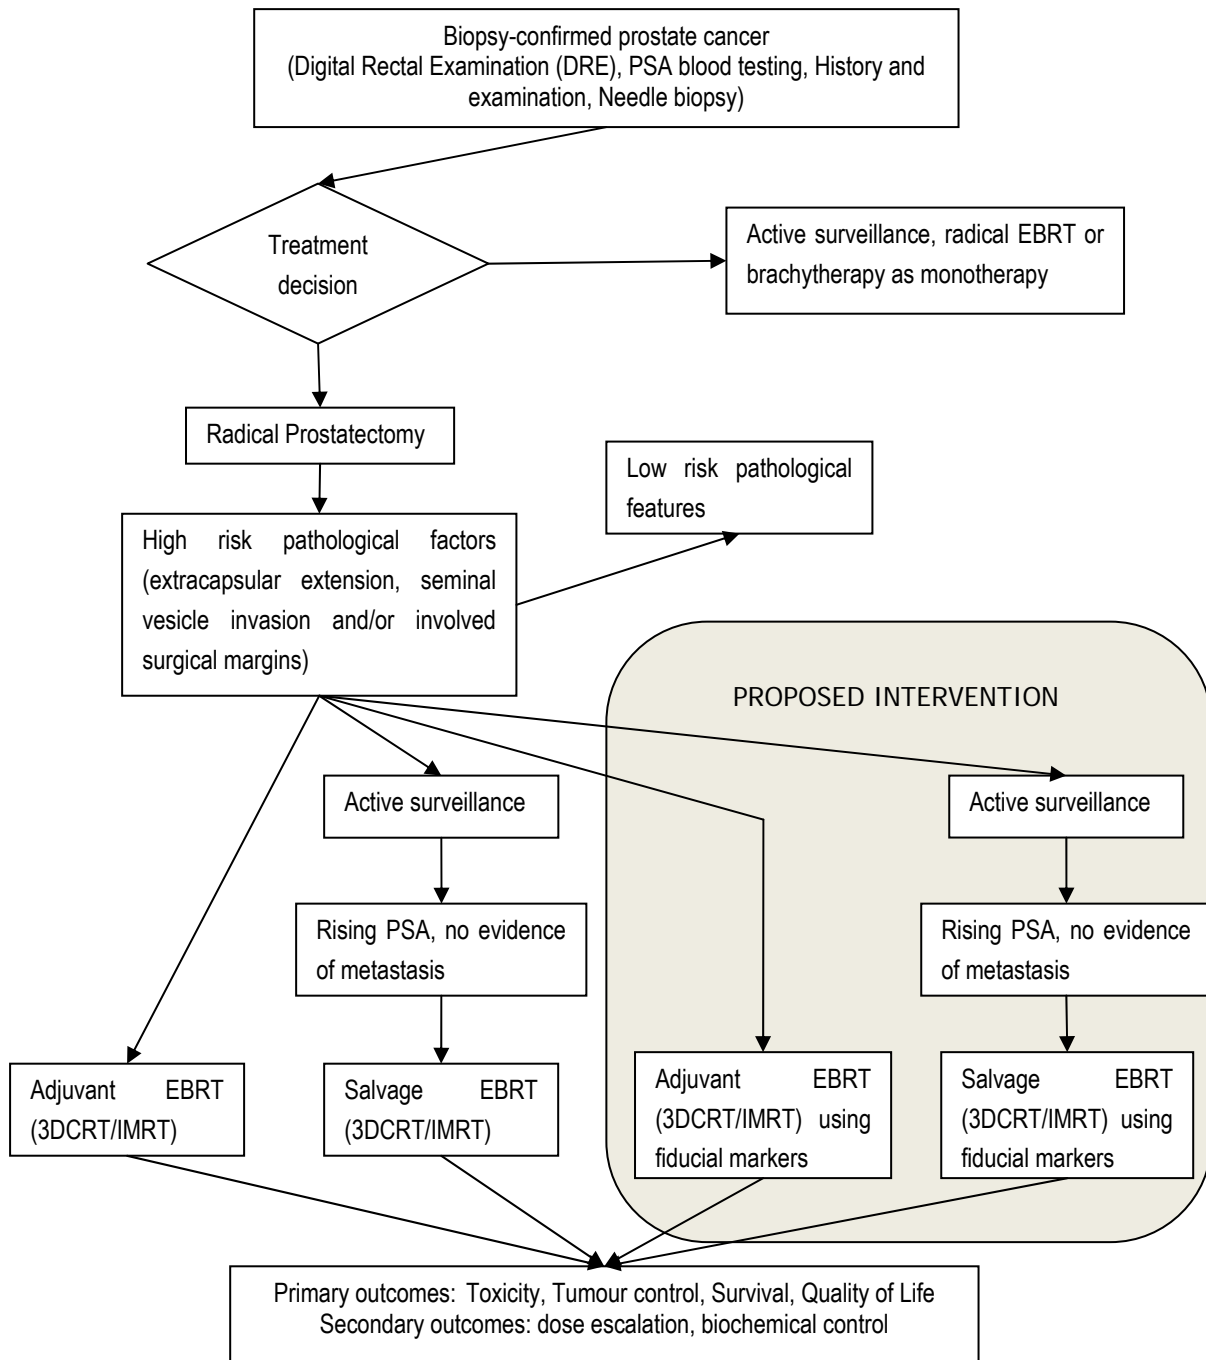 Biopsy-confirmed prostate cancer
(Digital Rectal Examination (DRE), PSA blood testing, History and
examination, Needle biopsy)
Treatment
decision
Active surveillance, radical EBRT or
brachytherapy as monotherapy
Radical Prostatectomy
Low risk pathological
features
High risk pathological factors
(extracapsular extension, seminal
vesicle invasion and/or involved
surgical margins)
PROPOSED INTERVENTION
Active surveillance
Active surveillance
Rising PSA, no evidence
of metastasis
Rising PSA, no evidence
of metastasis
Adjuvant EBRT
(3DCRT/IMRT)
Salvage EBRT
(3DCRT/IMRT)
Adjuvant EBRT
(3DCRT/IMRT) using
fiducial markers
Salvage EBRT
(3DCRT/IMRT) using
fiducial markers
Primary outcomes: Toxicity, Tumour control, Survival, Quality of Life
Secondary outcomes: dose escalation, biochemical control